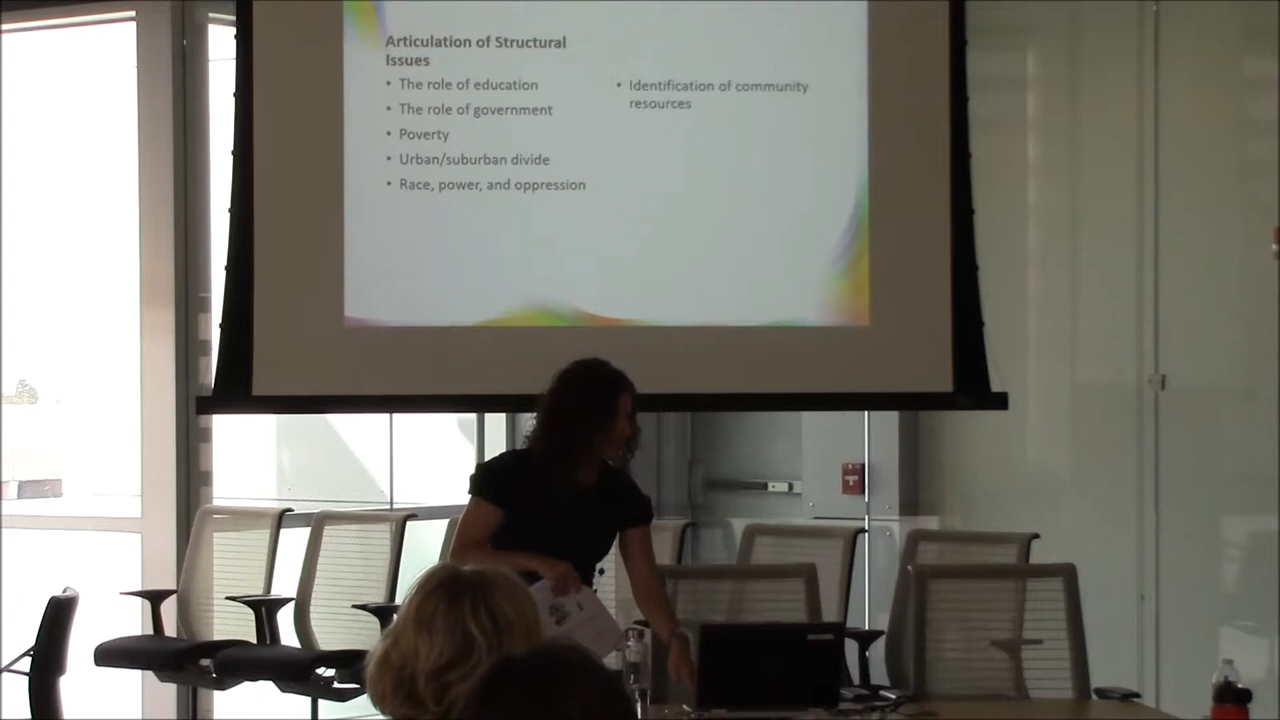 Articulation of Structural
Issues
• The role of education
• The role of government
• Poverty
• Urban/suburban divide
• Race, power, and oppression
• Identification of community
resources